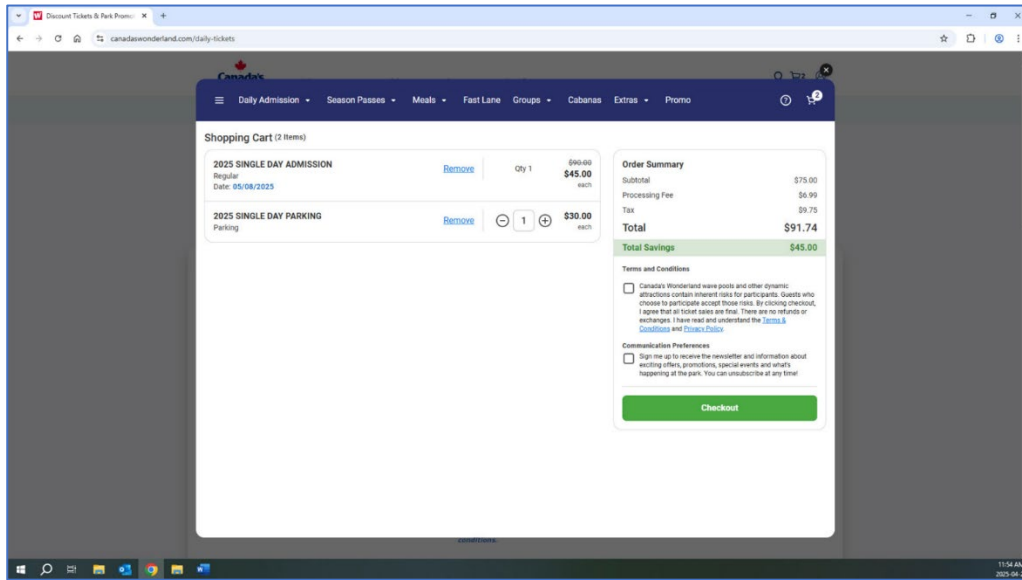 Discount Tickets & Park Promo
canadaswonderland.com/daily-tickets
Canada's
Daily Admission Season Passes Meals Fast Lane Groups Cabanas Extras Promo
2
Shopping Cart (2 Items)
2025 SINGLE DAY ADMISSION
Regular
Date: 05/08/2025
Remove
Qty 1
$90.00
$45.00
each
2025 SINGLE DAY PARKING
Parking
Remove
1
$30.00
each
Order Summary
Subtotal $75.00
Processing Fee $6.99
Tax $9.75
Total $91.74
Total Savings $45.00
Terms and Conditions
Canada's Wonderland wave pools and other dynamic
attractions contain inherent risks for participants. Guests who
choose to participate accept those risks. By clicking checkout,
I agree that all ticket sales are final. There are no refunds or
exchanges. I have read and understand the Terms &
Conditions and Privacy Policy.
Communication Preferences
Sign me up to receive the newsletter and information about
exciting offers, promotions, special events and what's
happening at the park. You can unsubscribe at any time!
Checkout
conditions.
11:54 AM
2025-04-2